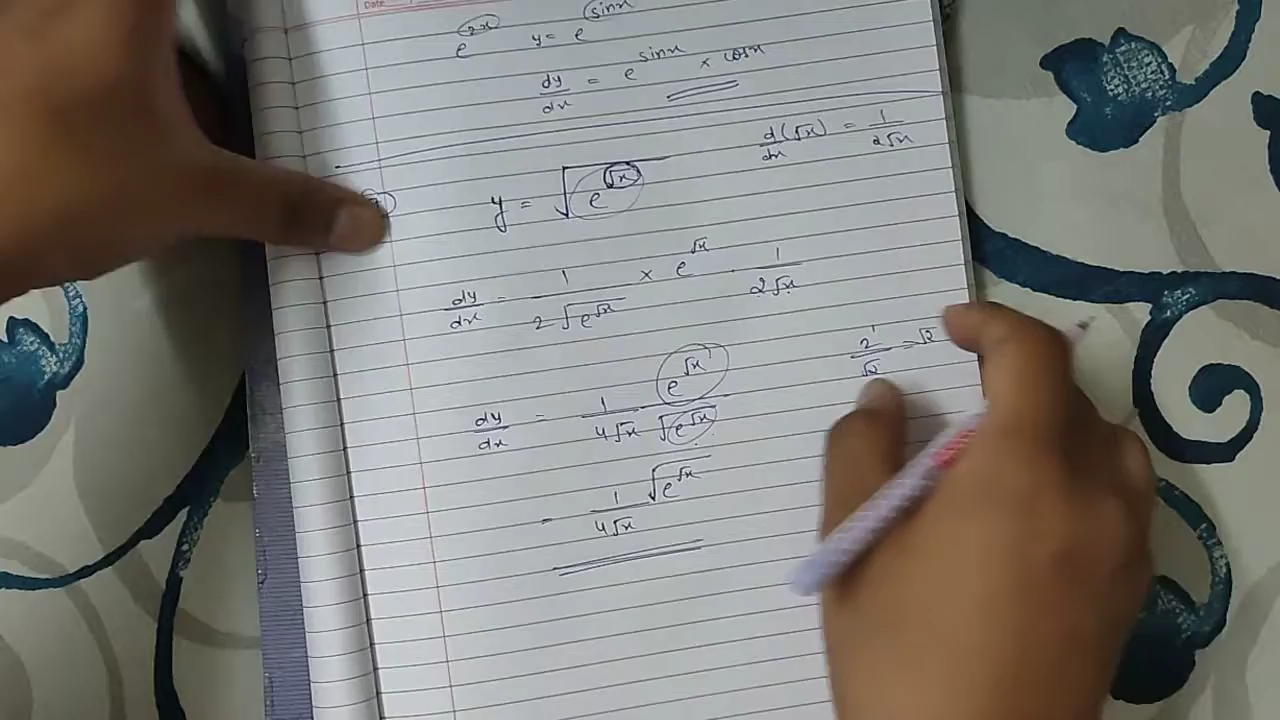 Date
e^{2x} y = e^{sinx}
dy/dx = e^{sinx} × cosx
d/dx (√x) = 1/(2√x)
y = √(e^{√x})
dy/dx = 1/(2√(e^{√x})) × e^{√x} · 1/(2√x)
2^1/√2 = √2
dy/dx = 1/(4√x) e^{√x}/√(e^{√x})
= 1/(4√x) √(e^{√x})